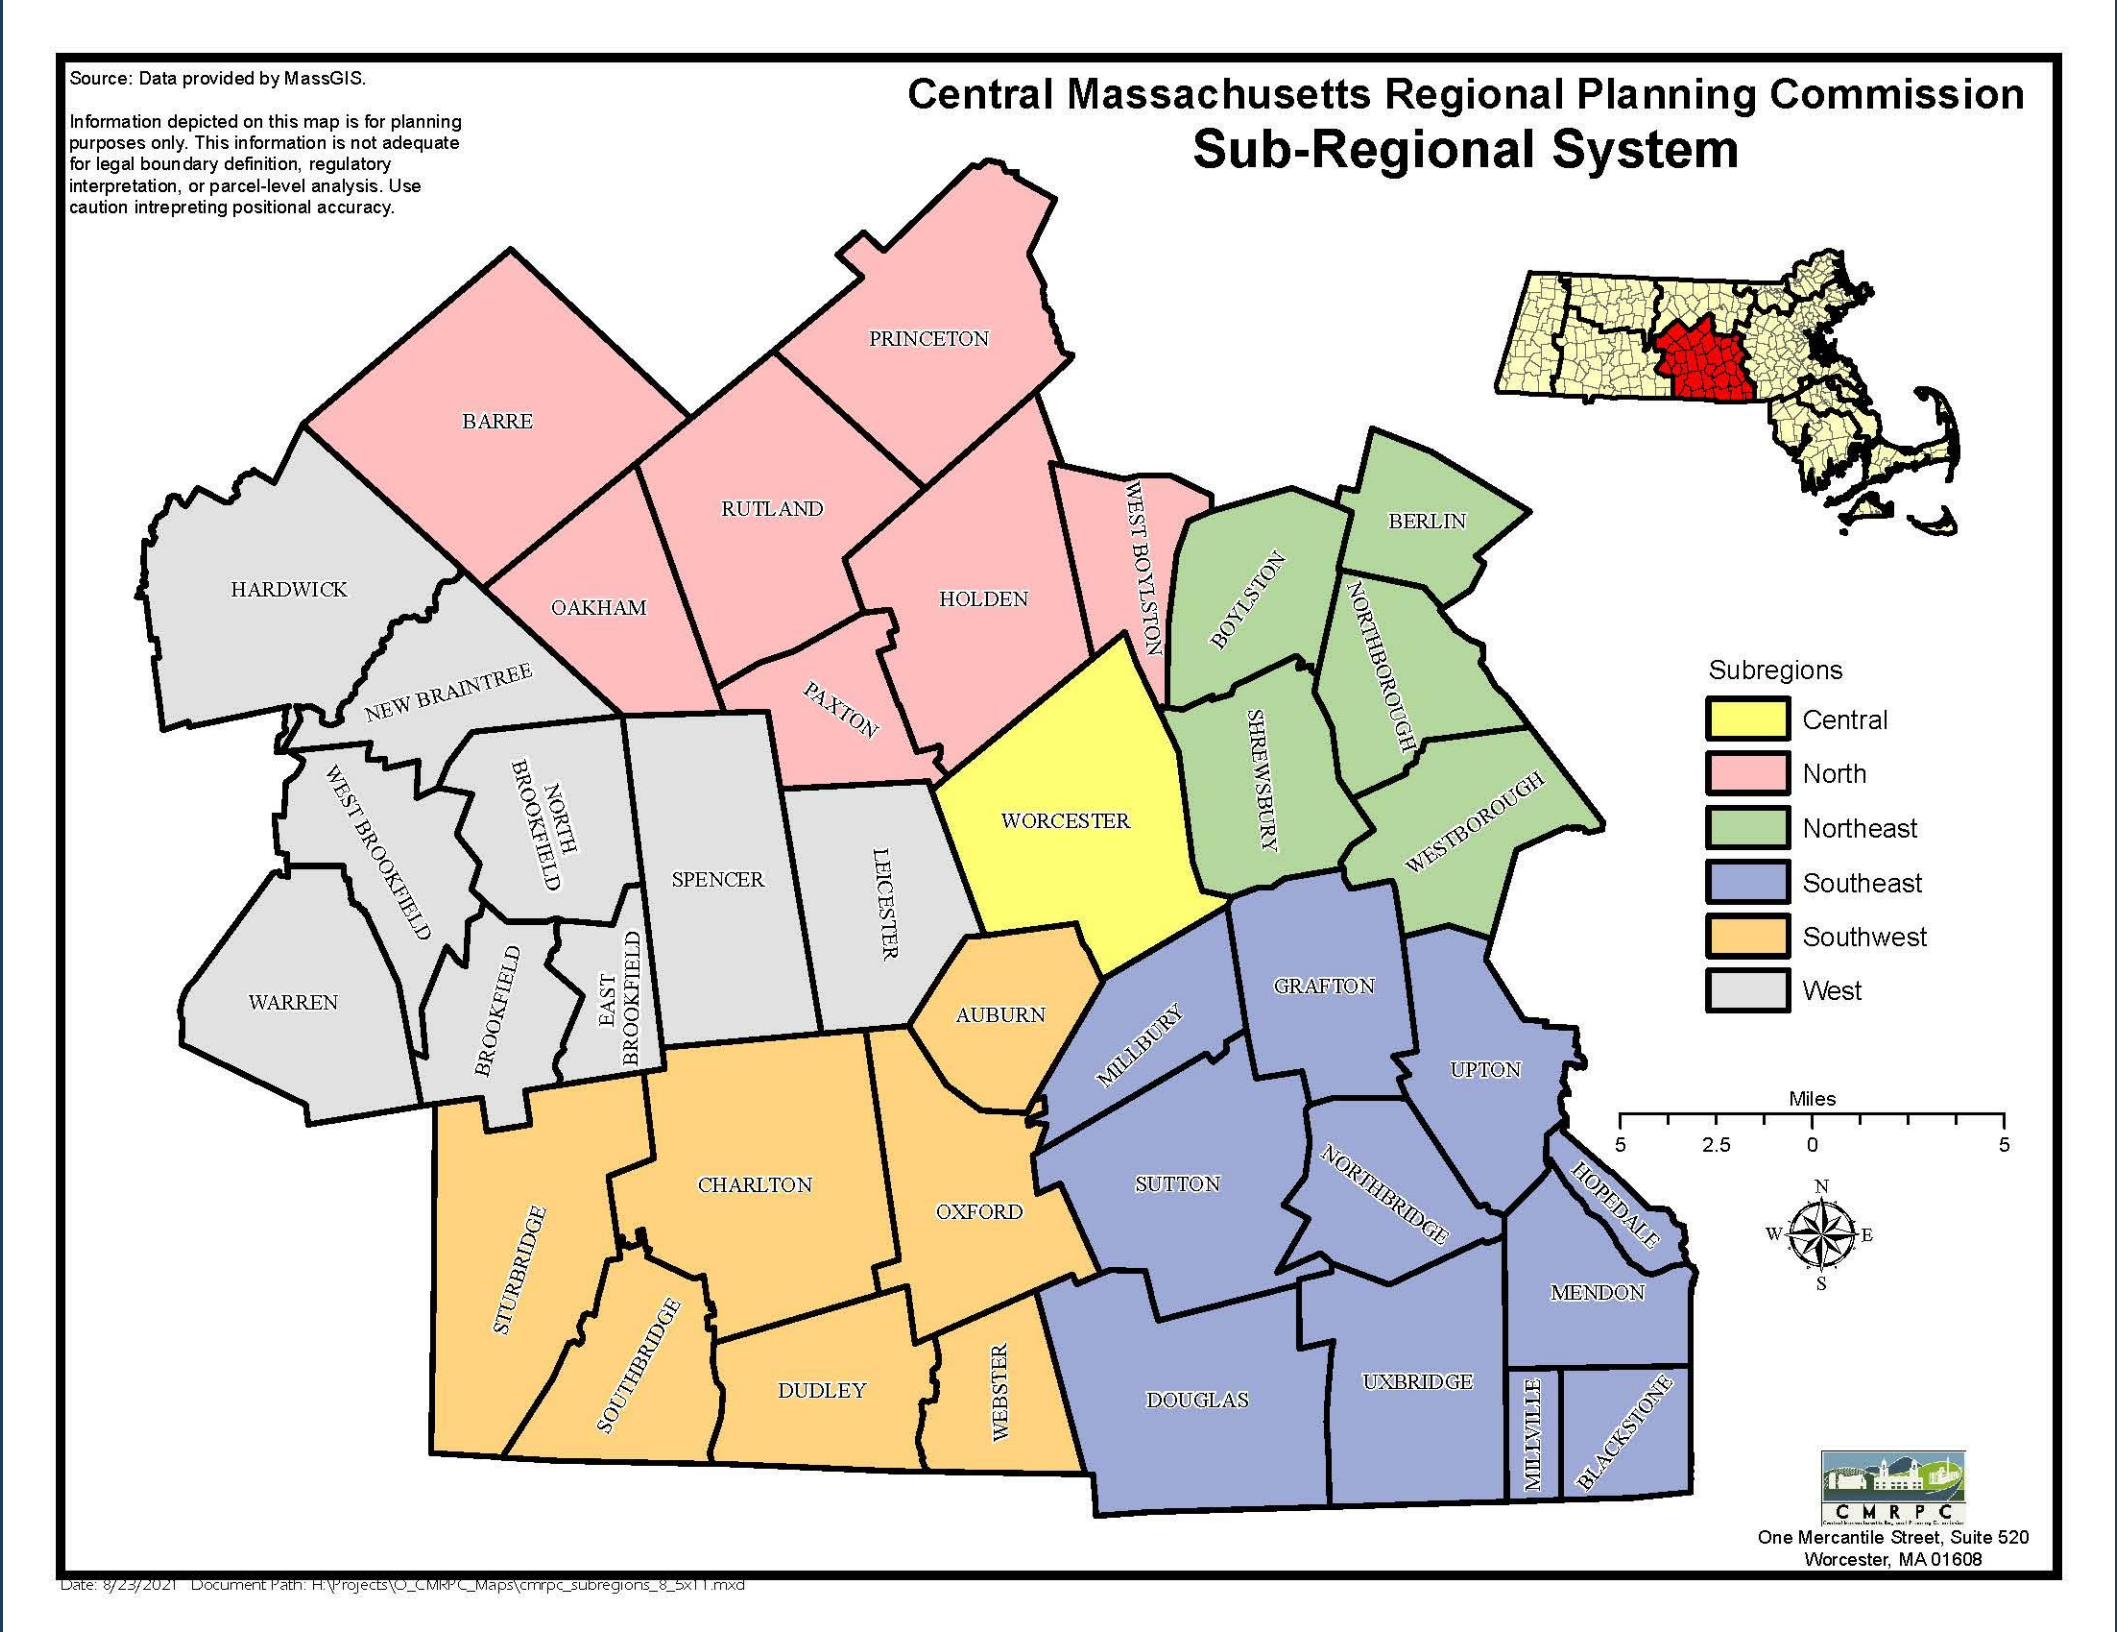 Source: Data provided by MassGIS.
Information depicted on this map is for planning
purposes only. This information is not adequate
for legal boundary definition, regulatory
interpretation, or parcel-level analysis. Use
caution intrepreting positional accuracy.
Central Massachusetts Regional Planning Commission
Sub-Regional System
PRINCETON
BARRE
RUTLAND
WEST BOYLSTON
BERLIN
HARDWICK
OAKHAM
HOLDEN
BOYLSTON
NORTHBOROUGH
NEW BRAINTREE
PAXTON
SHREWSBURY
WEST BROOKFIELD
NORTH
BROOKFIELD
WORCESTER
WESTBOROUGH
SPENCER
LEICESTER
WARREN
BROOKFIELD
EAST
BROOKFIELD
AUBURN
MILLBURY
GRAFTON
UPTON
CHARLTON
SUTTON
NORTHBRIDGE
HOPEDALE
OXFORD
STURBRIDGE
MENDON
SOUTHBRIDGE
DUDLEY
WEBSTER
DOUGLAS
UXBRIDGE
MILLVILLE
BLACKSTONE
Subregions
Central
North
Northeast
Southeast
Southwest
West
Miles
5 2.5 0 5
N
W E
S
C M R P C
One Mercantile Street, Suite 520
Worcester, MA 01608
Date: 8/23/2021 Document Path: H:\Projects\O_CMRPC_Maps\cmrpc_subregions_8_5x11.mxd